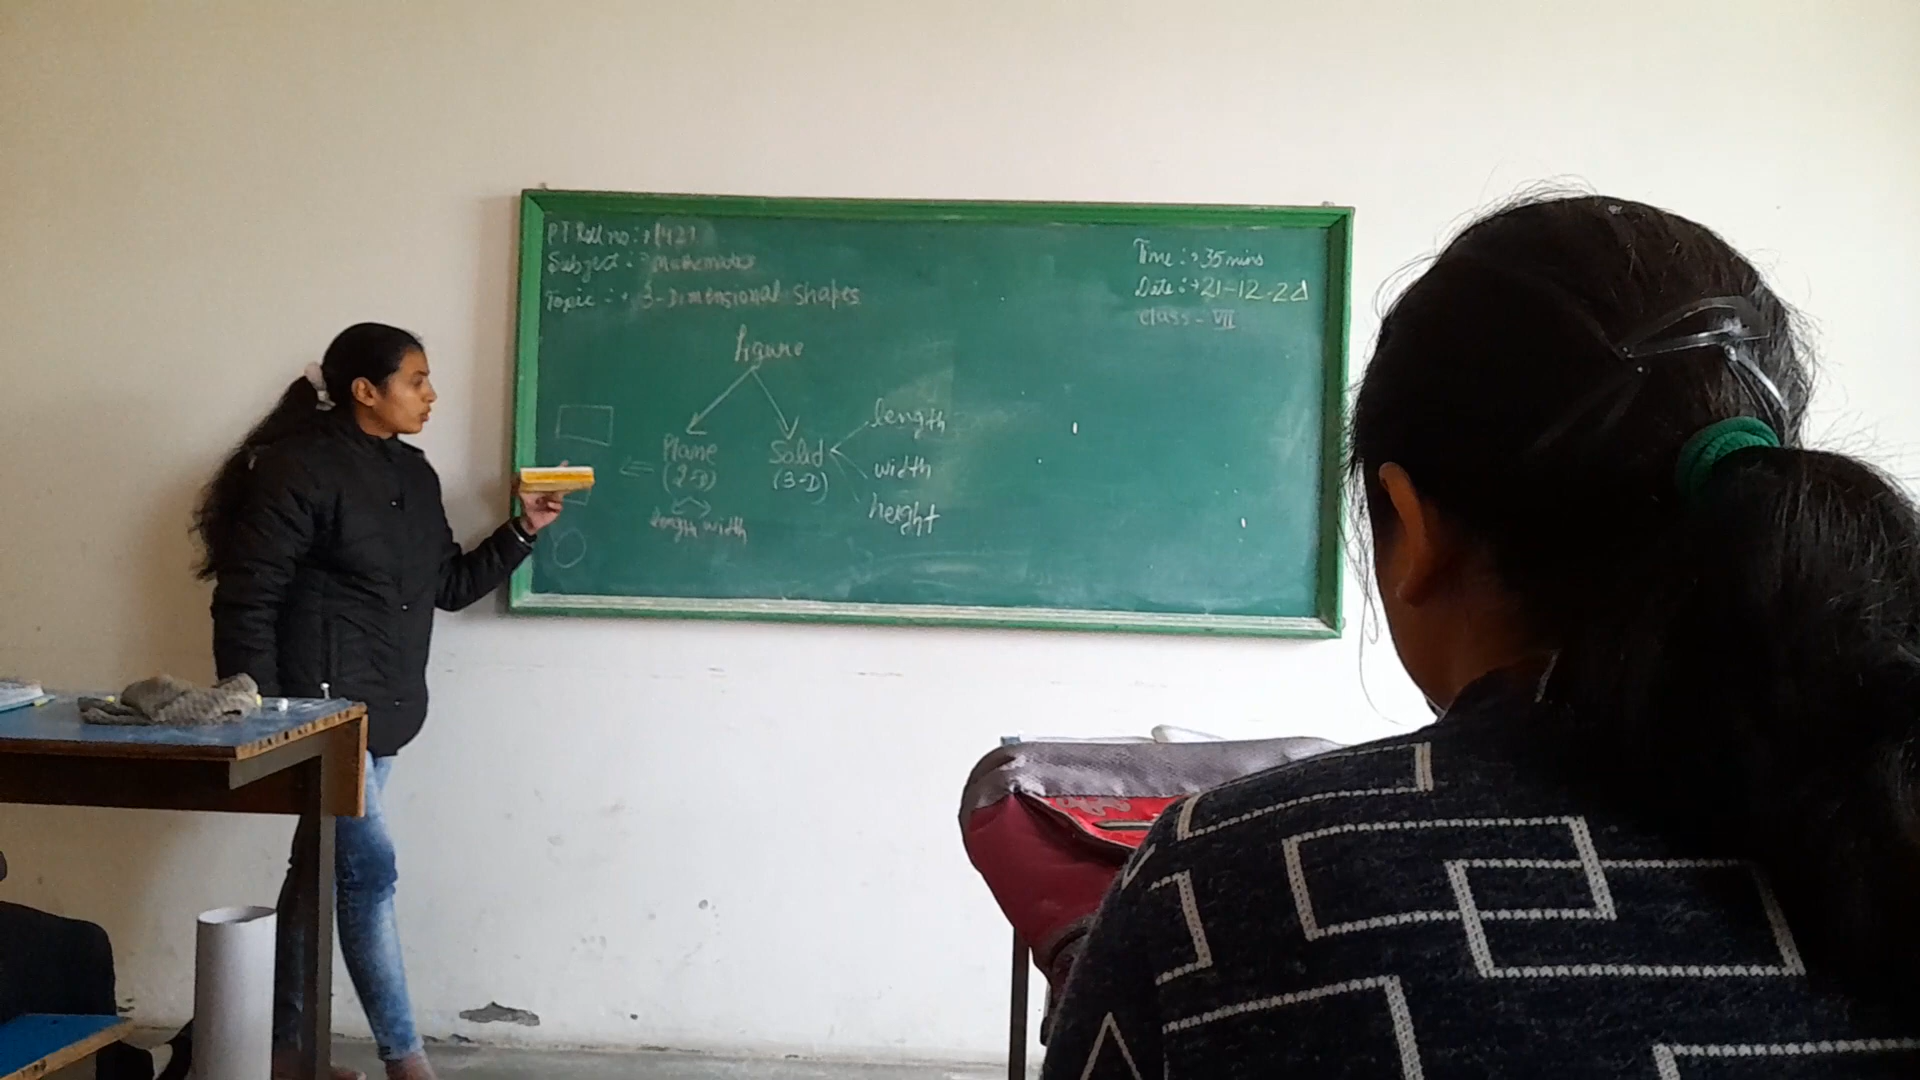 PT Roll no :→ 1421
Subject :→ Mathematics
Topic :→ 3-Dimensional Shapes
Time :→ 35 mins
Date :→ 21-12-21
Class - VII
figure
Plane
(2-D)
length width
Solid
(3-D)
length
width
height